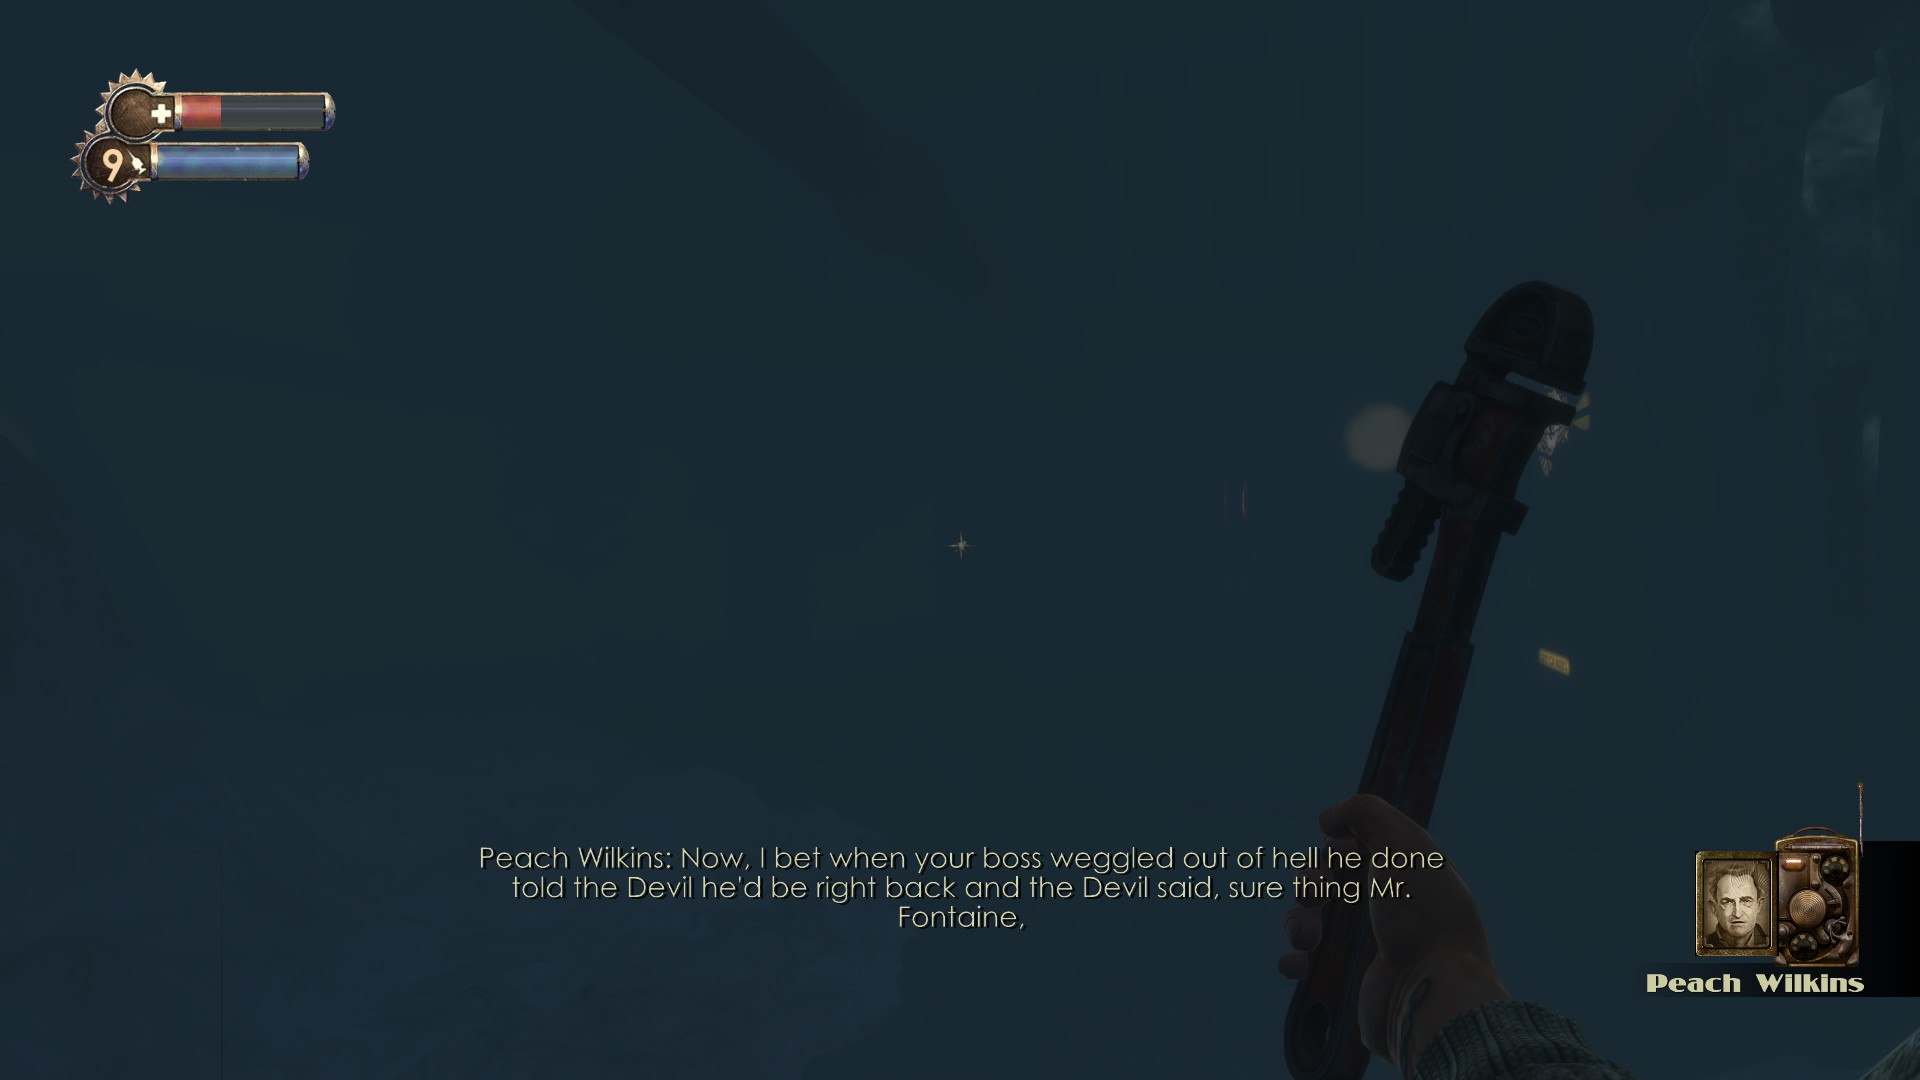 9
Peach Wilkins: Now, I bet when your boss weggled out of hell he done
told the Devil he'd be right back and the Devil said, sure thing Mr.
Fontaine,
Peach Wilkins